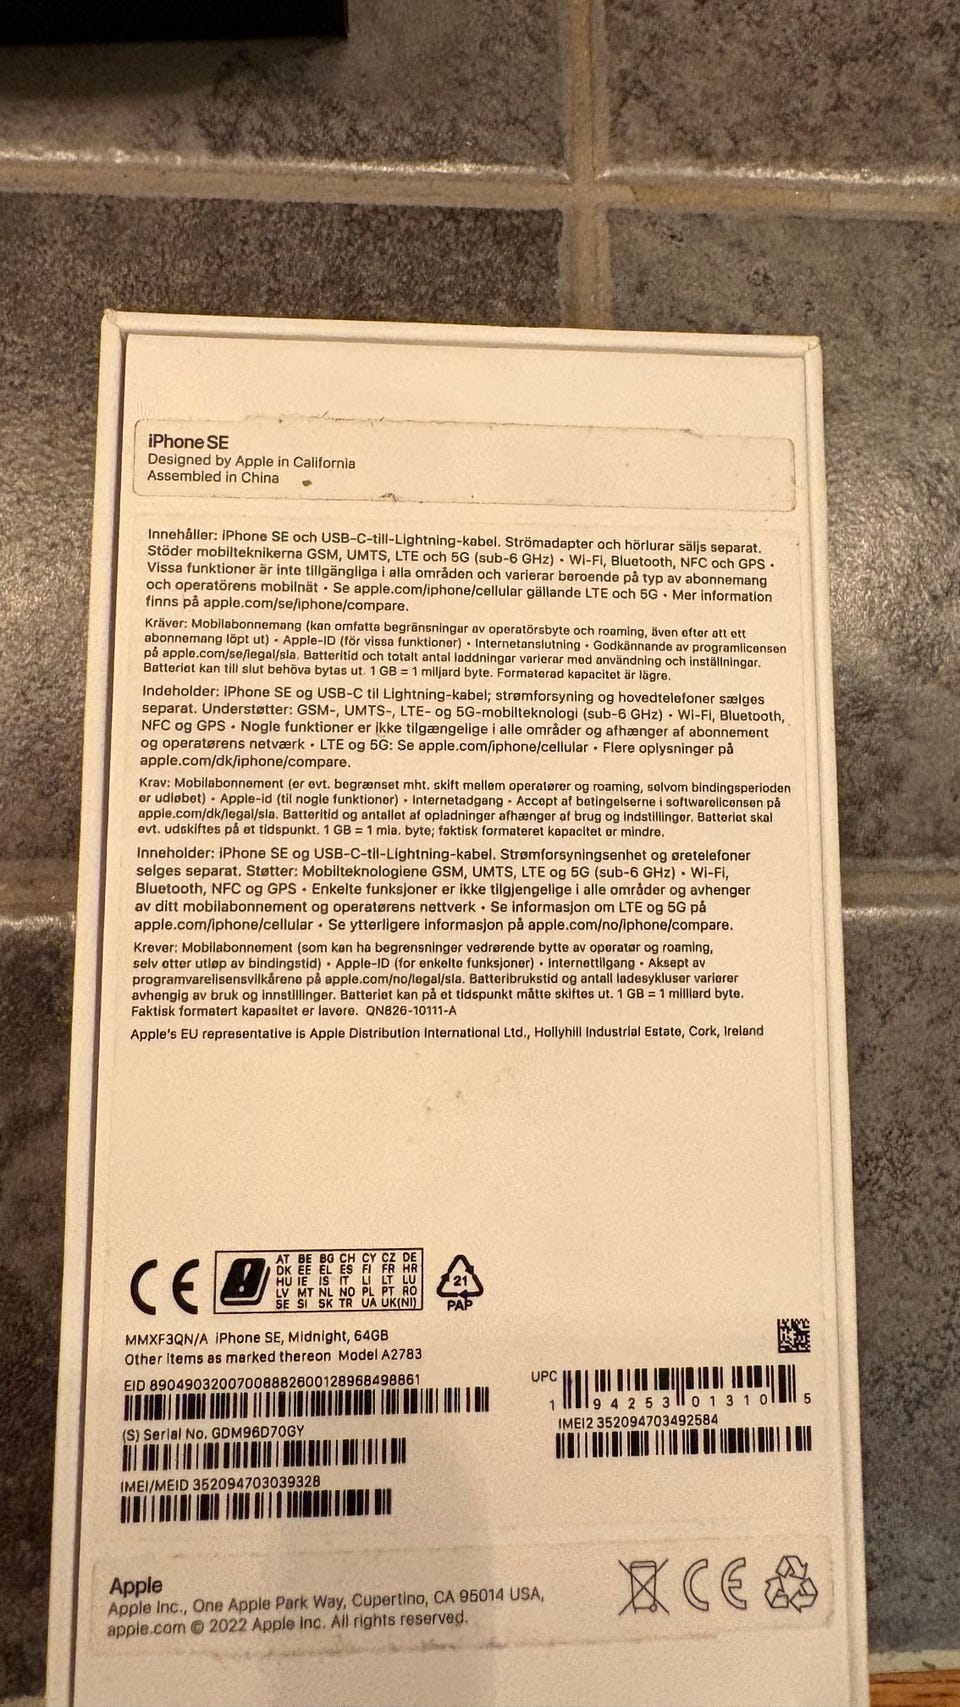 iPhone SE
Designed by Apple in California
Assembled in China
Innehåller: iPhone SE och USB-C-till-Lightning-kabel. Strömadapter och hörlurar säljs separat.
Stöder mobilteknikerna GSM, UMTS, LTE och 5G (sub-6 GHz) • Wi-Fi, Bluetooth, NFC och GPS •
Vissa funktioner är inte tillgängliga i alla områden och varierar beroende på typ av abonnemang
och operatörens mobilnät • Se apple.com/iphone/cellular gällande LTE och 5G • Mer information
finns på apple.com/se/iphone/compare.
Kräver: Mobilabonnemang (kan omfatta begränsningar av operatörsbyte och roaming, även efter att ett
abonnemang löpt ut) • Apple-ID (för vissa funktioner) • Internetanslutning • Godkännande av programlicensen
på apple.com/se/legal/sla. Batteritid och totalt antal laddningar varierar med användning och inställningar.
Batteriet kan till slut behöva bytas ut. 1 GB = 1 miljard byte. Formaterad kapacitet är lägre.
Indeholder: iPhone SE og USB-C til Lightning-kabel; strømforsyning og hovedtelefoner sælges
separat. Understøtter: GSM-, UMTS-, LTE- og 5G-mobilteknologi (sub-6 GHz) • Wi-Fi, Bluetooth,
NFC og GPS • Nogle funktioner er ikke tilgængelige i alle områder og afhænger af abonnement
og operatørens netværk • LTE og 5G: Se apple.com/iphone/cellular • Flere oplysninger på
apple.com/dk/iphone/compare.
Krav: Mobilabonnement (er evt. begrænset mht. skift mellem operatører og roaming, selvom bindingsperioden
er udløbet) • Apple-id (til nogle funktioner) • Internetadgang • Accept af betingelserne i softwarelicensen på
apple.com/dk/legal/sla. Batteritid og antallet af opladninger afhænger af brug og indstillinger. Batteriet skal
evt. udskiftes på et tidspunkt. 1 GB = 1 mia. byte; faktisk formateret kapacitet er mindre.
Inneholder: iPhone SE og USB-C-til-Lightning-kabel. Strømforsyningsenhet og øretelefoner
selges separat. Støtter: Mobilteknologiene GSM, UMTS, LTE og 5G (sub-6 GHz) • Wi-Fi,
Bluetooth, NFC og GPS • Enkelte funksjoner er ikke tilgjengelige i alle områder og avhenger
av ditt mobilabonnement og operatørens nettverk • Se informasjon om LTE og 5G på
apple.com/iphone/cellular • Se ytterligere informasjon på apple.com/no/iphone/compare.
Krever: Mobilabonnement (som kan ha begrensninger vedrørende bytte av operatør og roaming,
selv etter utløp av bindingstid) • Apple-ID (for enkelte funksjoner) • Internettilgang • Aksept av
programvarelisensvilkårene på apple.com/no/legal/sla. Batteribrukstid og antall ladesykluser varierer
avhengig av bruk og innstillinger. Batteriet kan på et tidspunkt måtte skiftes ut. 1 GB = 1 milliard byte.
Faktisk formatert kapasitet er lavere. QN826-10111-A
Apple's EU representative is Apple Distribution International Ltd., Hollyhill Industrial Estate, Cork, Ireland
CE
AT BE BG CH CY CZ DE
DK EE EL ES FI FR HR
HU IE IS IT LI LT LU
LV MT NL NO PL PT RO
SE SI SK TR UA UK(NI)
21
PAP
MMXF3QN/A iPhone SE, Midnight, 64GB
Other items as marked thereon Model A2783
EID 89049032007008882600128968498861
UPC
1 94253 01310 5
(S) Serial No. GDM96D70GY
IMEI2 352094703492584
IMEI/MEID 352094703039328
Apple
Apple Inc., One Apple Park Way, Cupertino, CA 95014 USA,
apple.com © 2022 Apple Inc. All rights reserved.
CE